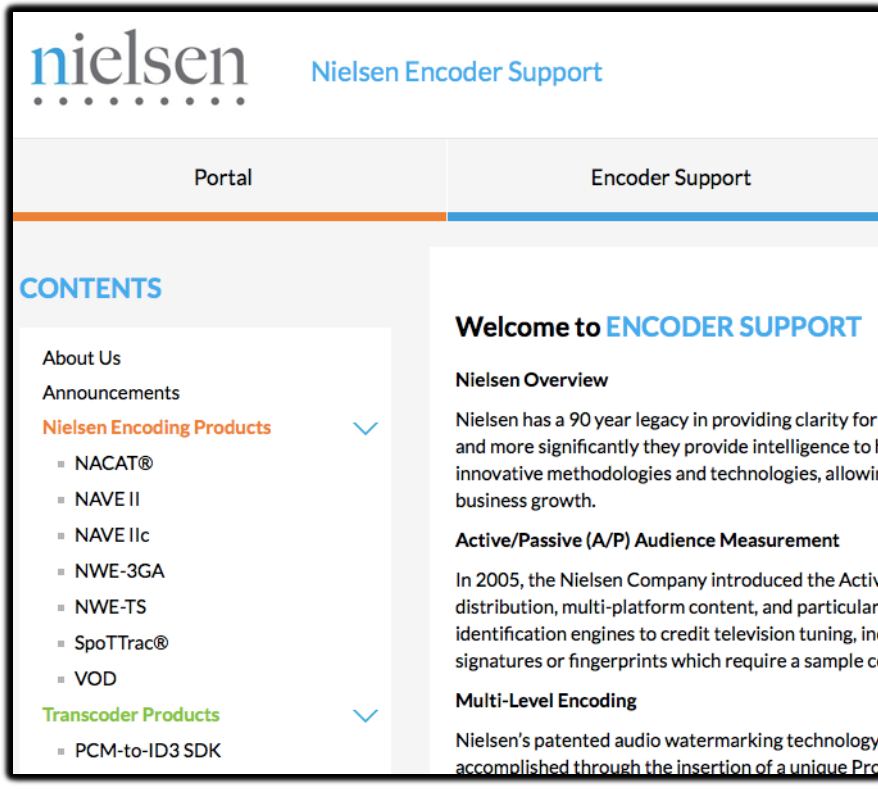 nielsen
Nielsen Encoder Support
Portal
Encoder Support
CONTENTS
About Us
Announcements
Nielsen Encoding Products
NACAT®
NAVE II
NAVE IIc
NWE-3GA
NWE-TS
SpoTTrac®
VOD
Transcoder Products
PCM-to-ID3 SDK
Welcome to ENCODER SUPPORT
Nielsen Overview
Nielsen has a 90 year legacy in providing clarity for
and more significantly they provide intelligence to
innovative methodologies and technologies,
business growth.
Active/Passive (A/P) Audience Measurement
In 2005, the Nielsen Company introduced the
distribution, multi-platform content, and
identification engines to credit television tuning,
signatures or fingerprints which require a sample
Multi-Level Encoding
Nielsen's patented audio watermarking technology
accomplished through the insertion of a unique